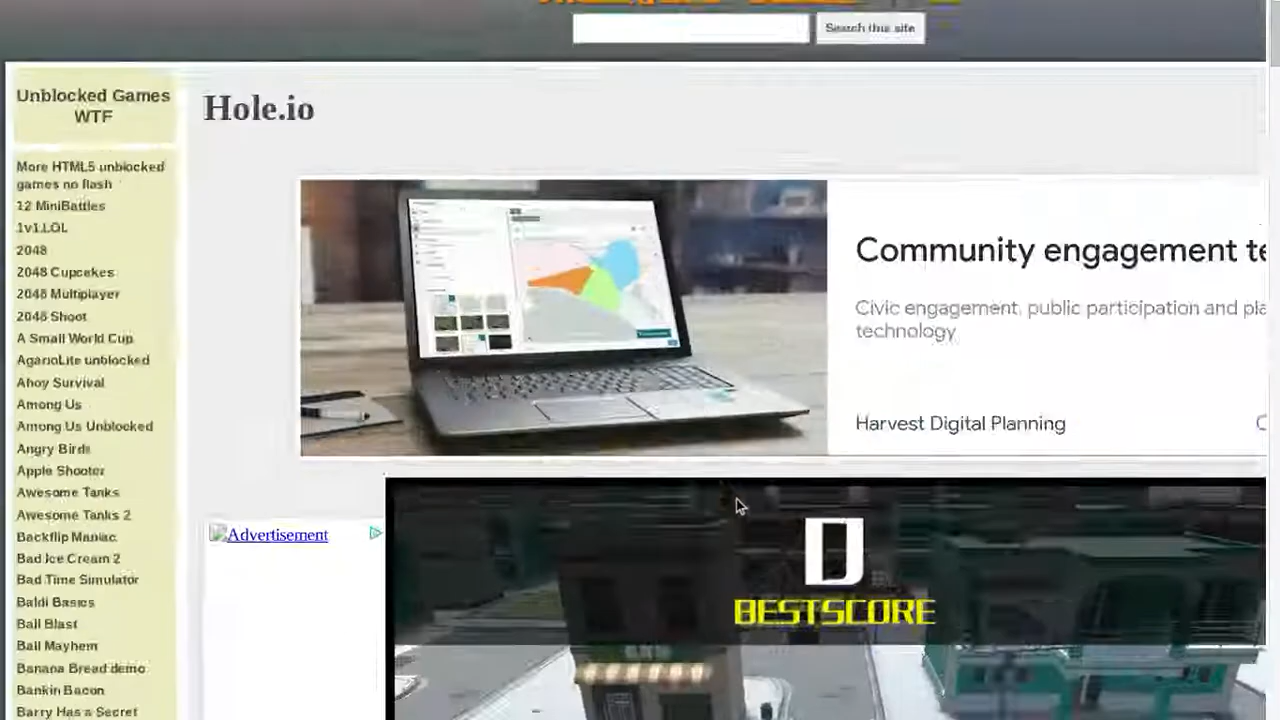 Search this site
Unblocked Games
WTF
Hole.io
More HTML5 unblocked
games no flash
12 MiniBattles
1v1.LOL
2048
2048 Cupcakes
2048 Multiplayer
2048 Shoot
A Small World Cup
AgarioLite unblocked
Ahoy Survival
Among Us
Among Us Unblocked
Angry Birds
Apple Shooter
Awesome Tanks
Awesome Tanks 2
Backflip Maniac
Bad Ice Cream 2
Bad Time Simulator
Baldi Basics
Ball Blast
Ball Mayhem
Banana Bread demo
Bankin Bacon
Barry Has a Secret
Community engagement te
Civic engagement, public participation and pla
technology
Harvest Digital Planning
Advertisement
0
BESTSCORE